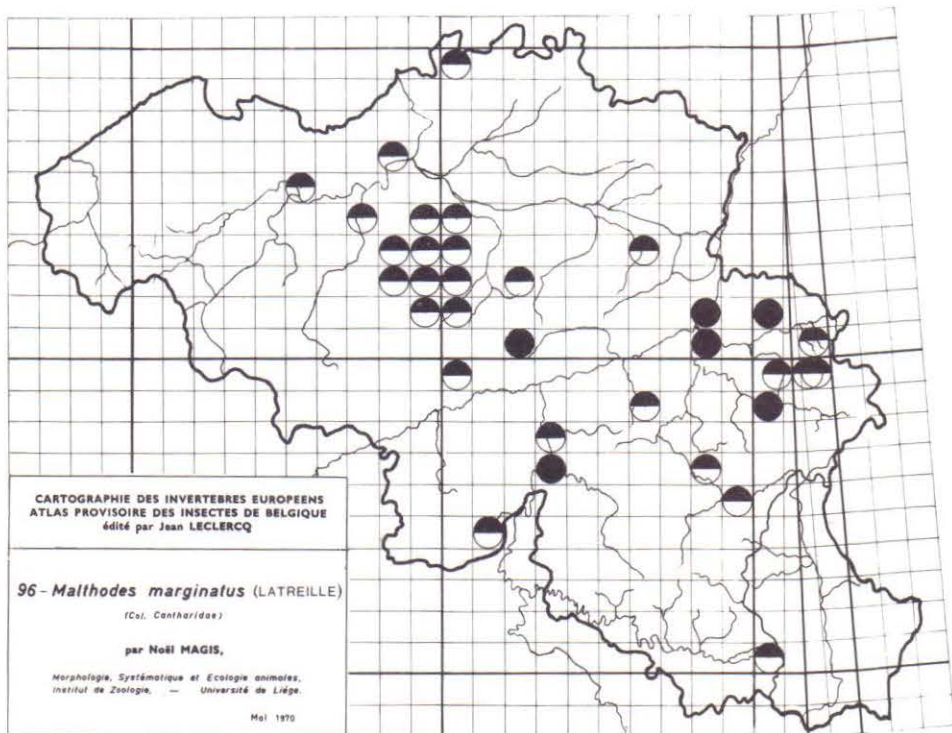 CARTOGRAPHIE DES INVERTEBRES EUROPEENS
ATLAS PROVISOIRE DES INSECTES DE BELGIQUE
édité par Jean LECLERCQ
96 - Malthodes marginatus (LATREILLE)
(Col. Cantharidae)
par Noël MAGIS,
Morphologie, Systématique et Ecologie animales,
Institut de Zoologie, — Université de Liége.
Mai 1970